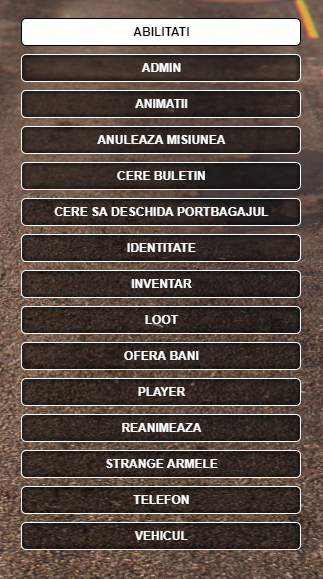 ABILITATI
ADMIN
ANIMATII
ANULEAZA MISIUNEA
CERE BULETIN
CERE SA DESCHIDA PORTBAGAJUL
IDENTITATE
INVENTAR
LOOT
OFERA BANI
PLAYER
REANIMEAZA
STRANGE ARMELE
TELEFON
VEHICUL